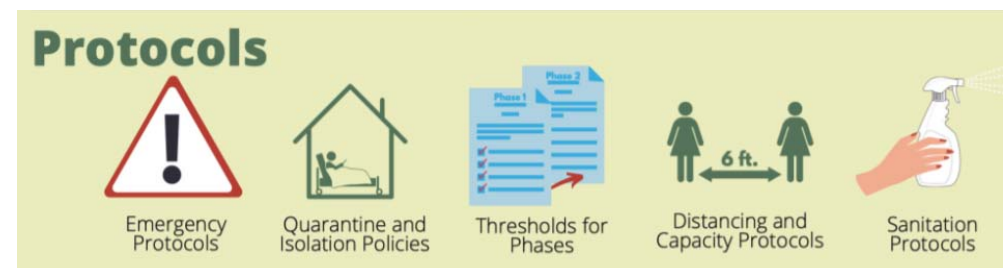 Protocols
Phase 1
Phase 2
6 ft.
Emergency
Protocols
Quarantine and
Isolation Policies
Thresholds for
Phases
Distancing and
Capacity Protocols
Sanitation
Protocols